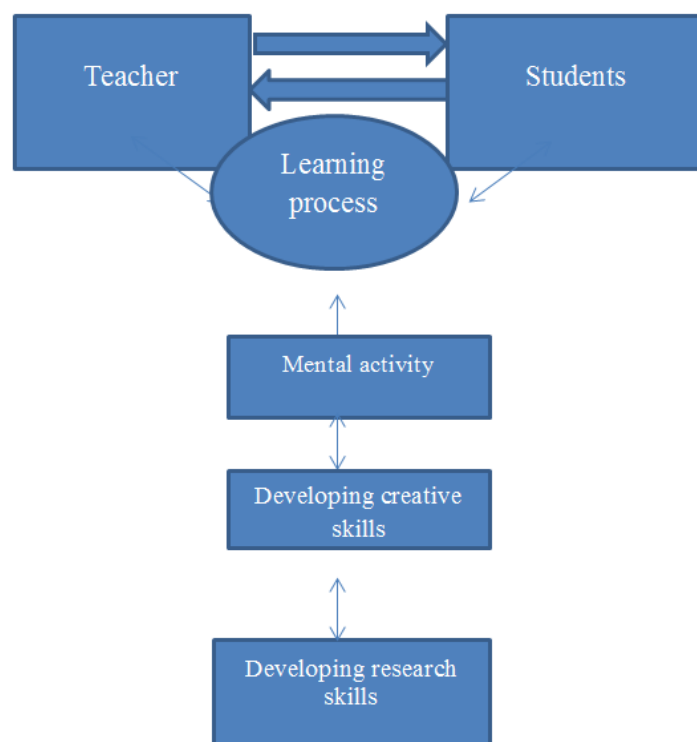 Teacher
Students
Learning
process
Mental activity
Developing creative
skills
Developing research
skills